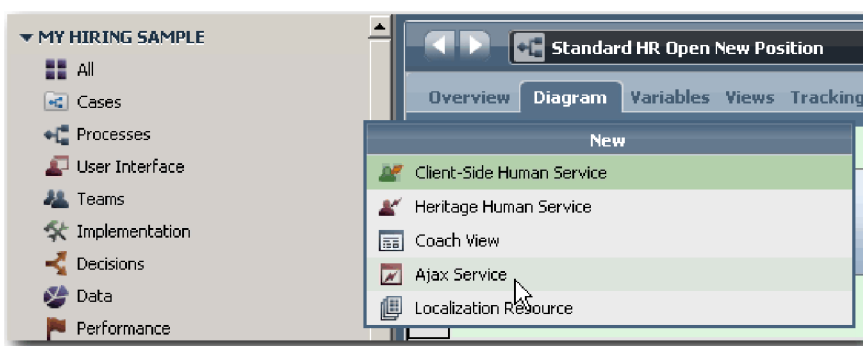 MY HIRING SAMPLE
All
Cases
Processes
User Interface
Teams
Implementation
Decisions
Data
Performance
Standard HR Open New Position
Overview Diagram Variables Views Tracking
New
Client-Side Human Service
Heritage Human Service
Coach View
Ajax Service
Localization Resource